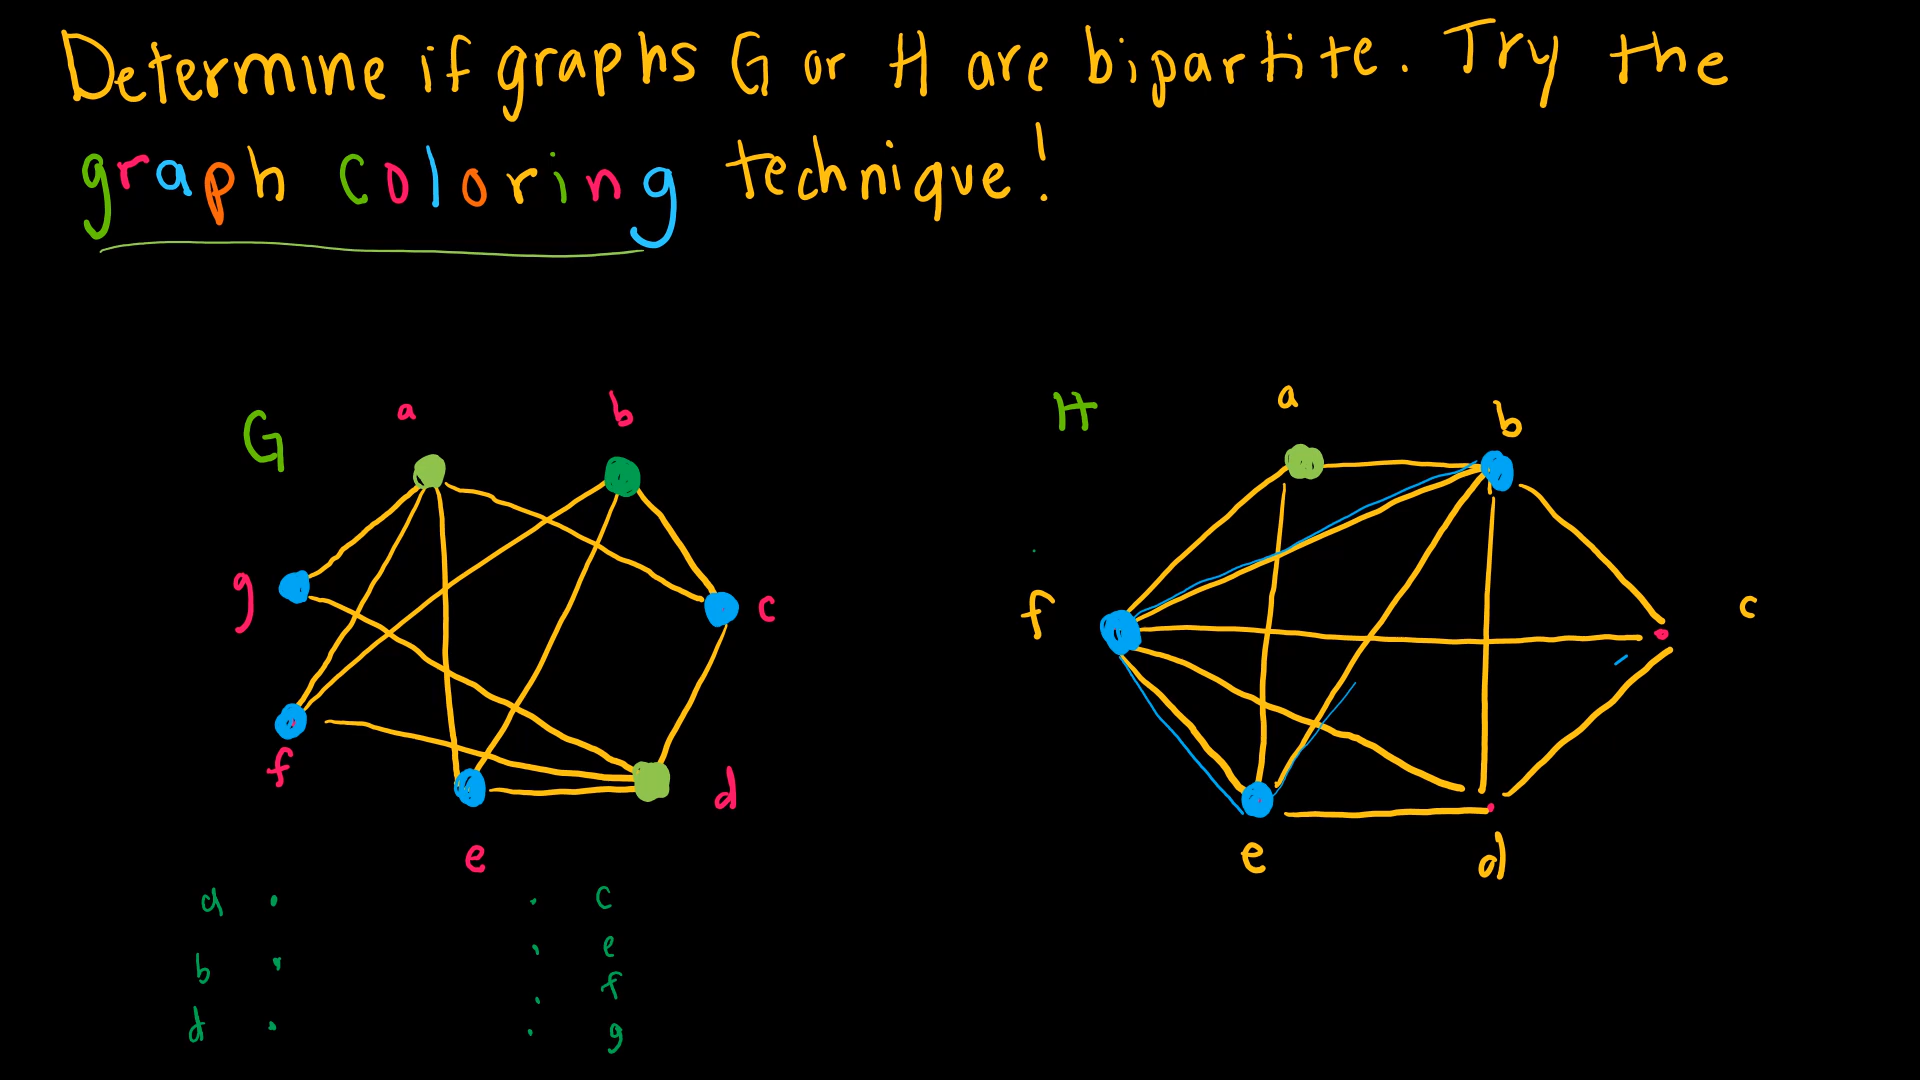 Determine if graphs G or H are bipartite. Try the
graph coloring technique!
G
a
b
g
c
f
d
e
H
a
b
f
c
e
d
a . . c
b . . e
. f
d . . g